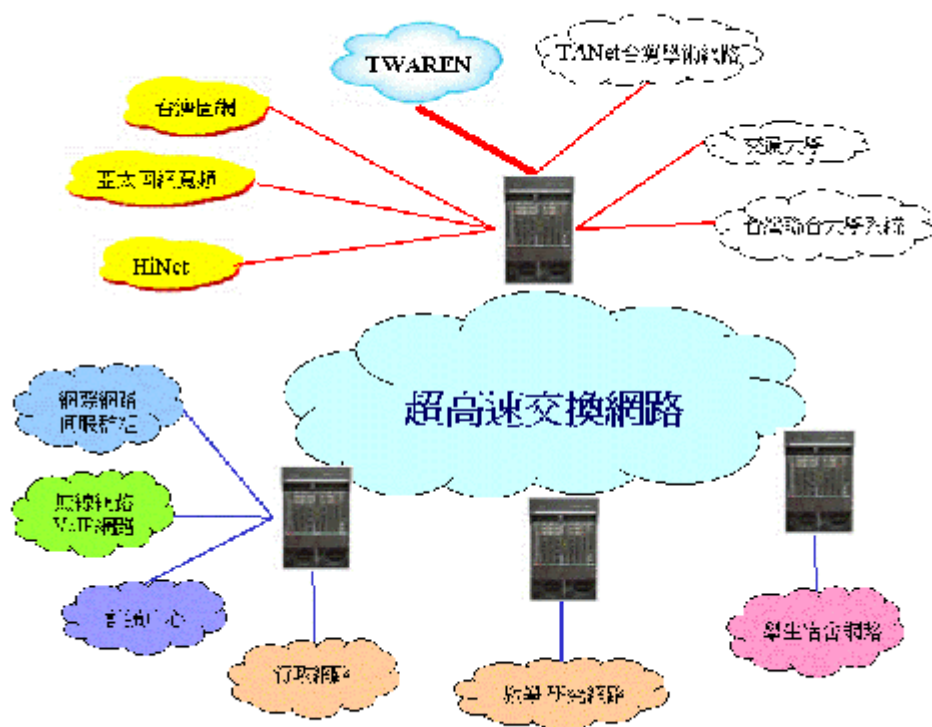 TWAREN
TANet台灣學術網路
台灣固網
交通大學
亞太固網寬頻
台灣聯合大學系統
HiNet
超高速交換網路
網際網路
伺服群組
無線網路
VoIP網路
計算中心
學生宿舍網路
行政網路
教學研究網路